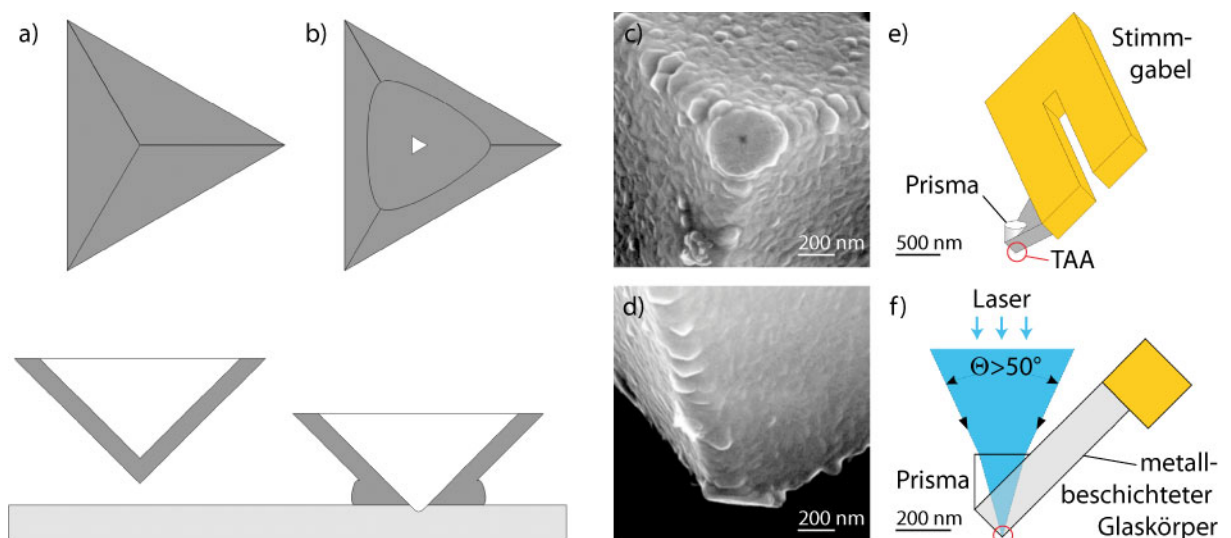 a)
b)
c)
200 nm
d)
200 nm
e)
Stimm-
gabel
Prisma
500 nm
TAA
f)
Laser
Θ>50°
Prisma
200 nm
metall-
beschichteter
Glaskörper